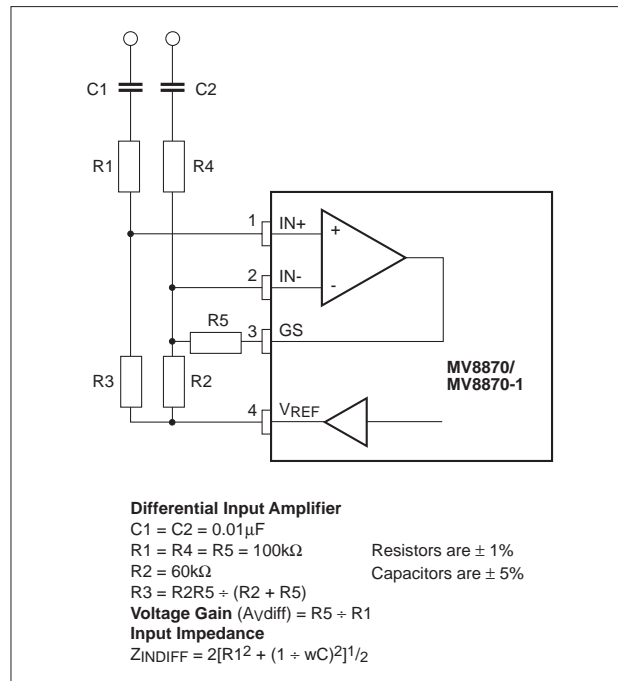 C1
C2
R1
R4
1 IN+
+
2 IN-
-
R5
3 GS
MV8870/
MV8870-1
R3
R2
4 VREF
Differential Input Amplifier
C1 = C2 = 0.01µF
R1 = R4 = R5 = 100kΩ Resistors are ± 1%
R2 = 60kΩ Capacitors are ± 5%
R3 = R2R5 ÷ (R2 + R5)
Voltage Gain (AVdiff) = R5 ÷ R1
Input Impedance
ZINDIFF = 2[R1² + (1 ÷ wC)²]¹/2